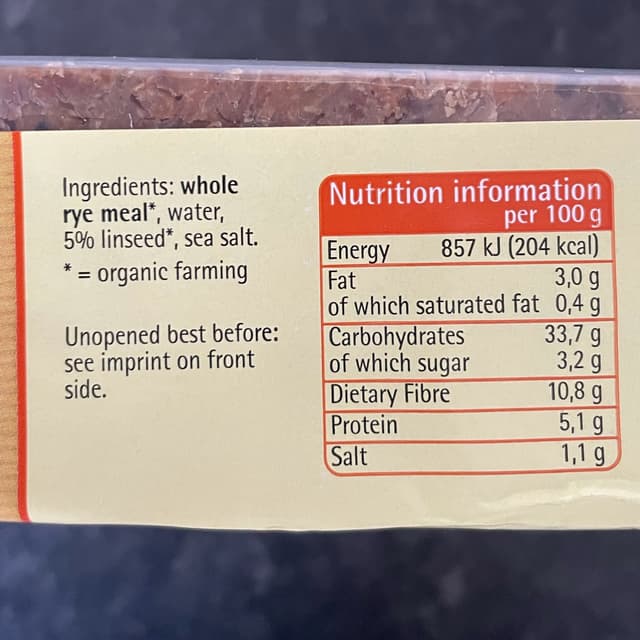 Ingredients: whole
rye meal*, water,
5% linseed*, sea salt.
* = organic farming
Unopened best before:
see imprint on front
side.
Nutrition information
per 100 g
Energy 857 kJ (204 kcal)
Fat 3,0 g
of which saturated fat 0,4 g
Carbohydrates 33,7 g
of which sugar 3,2 g
Dietary Fibre 10,8 g
Protein 5,1 g
Salt 1,1 g